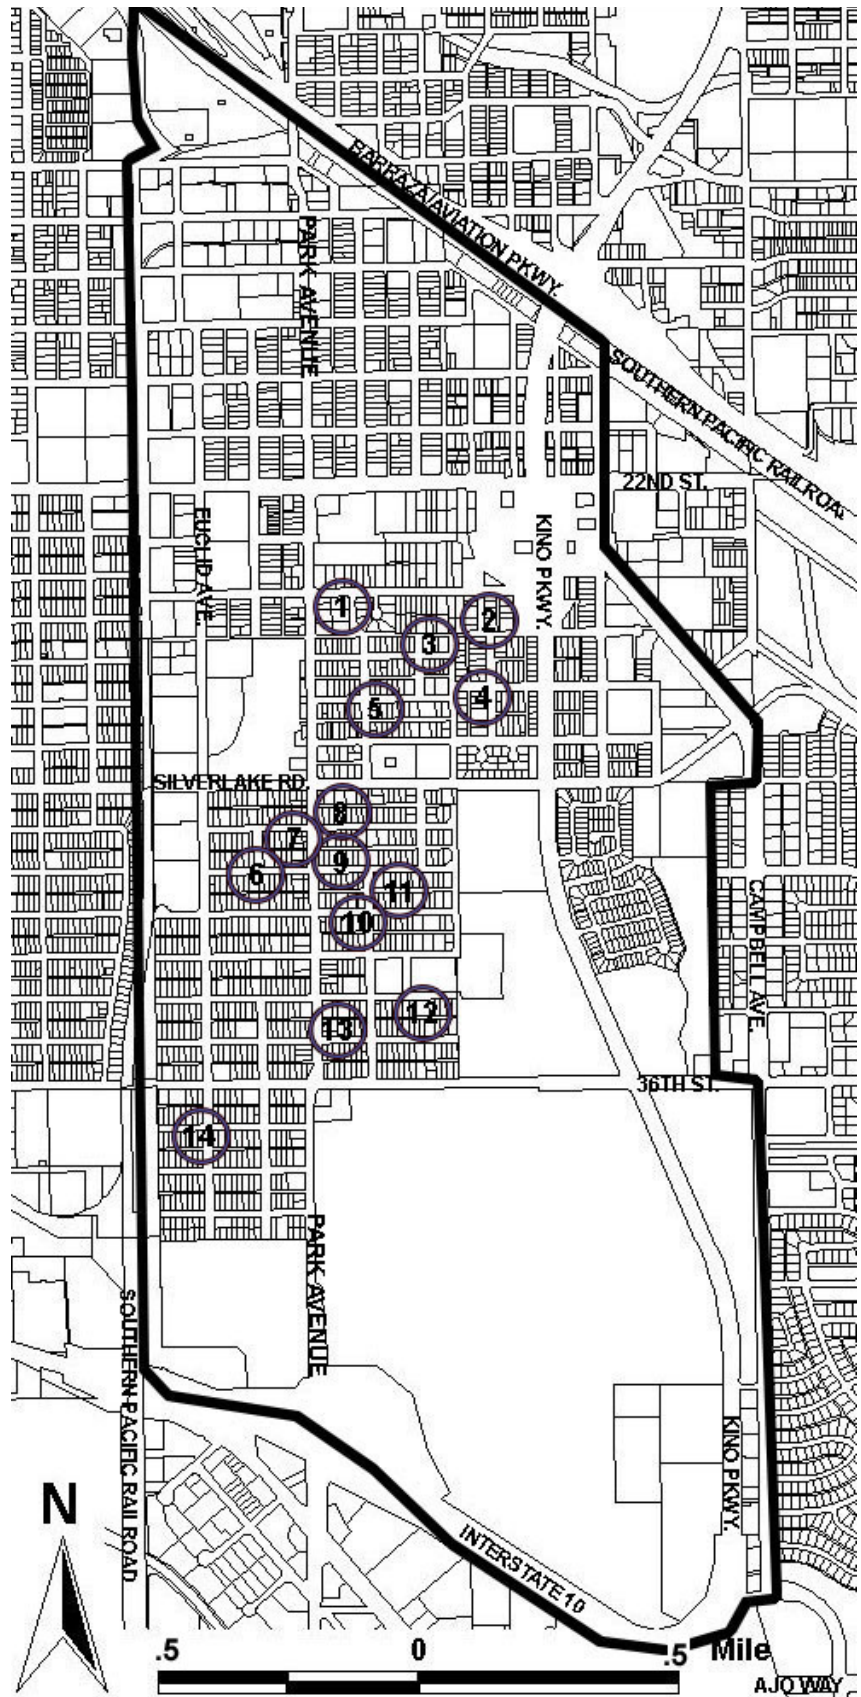 BARRAZA/AVIATION PKWY.
PARK AVENUE
SOUTHERN PACIFIC RAILROA
22ND ST.
EUCLID AVE.
KINO PKWY.
1
2
3
4
5
SILVERLAKE RD.
8
7
9
6
11
10
CAMPBELL AVE.
12
13
36TH ST.
14
PARK AVENUE
SOUTHERN PACIFIC RAILROAD
KINO PKWY.
N
INTERSTATE 10
.5 0 .5 Mile
AJO WAY